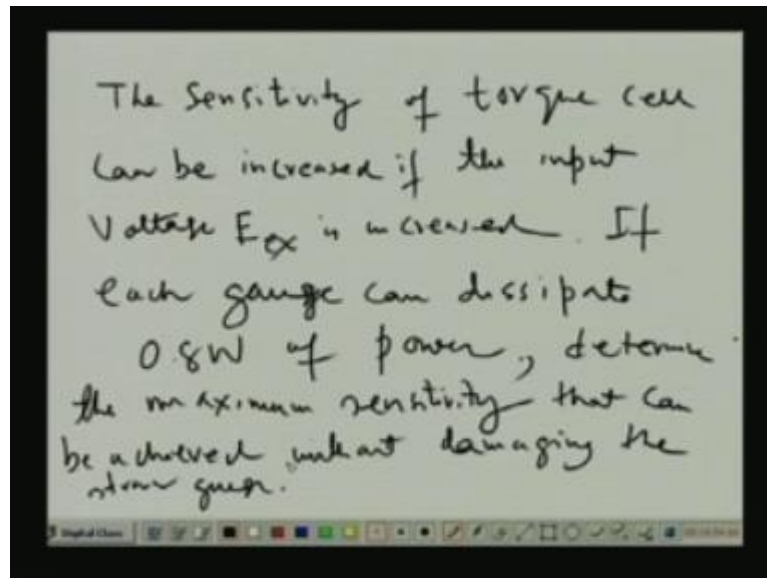 The Sensitivity of torque cell
can be increased if the input
Voltage E ex is increased. If
each gauge can dissipate
0.8W of power, determine
the maximum sensitivity that can
be achieved without damaging the
strain gauge.